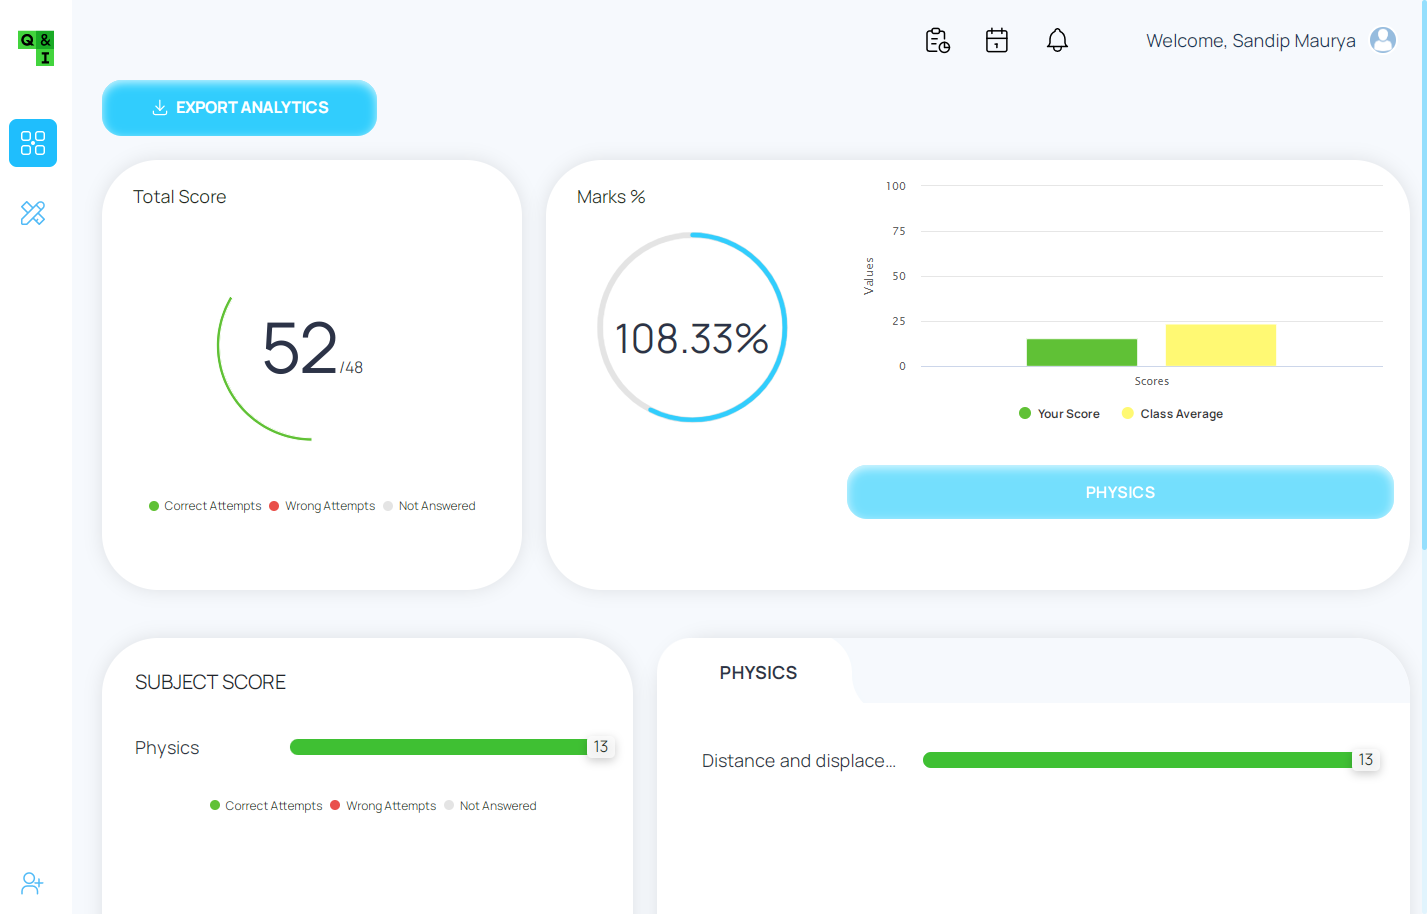 Q &
I
Welcome, Sandip Maurya
EXPORT ANALYTICS
Total Score
52/48
Correct Attempts Wrong Attempts Not Answered
Marks %
108.33%
100
75
50
25
0
Values
Scores
Your Score Class Average
PHYSICS
SUBJECT SCORE
Physics 13
Correct Attempts Wrong Attempts Not Answered
PHYSICS
Distance and displace... 13